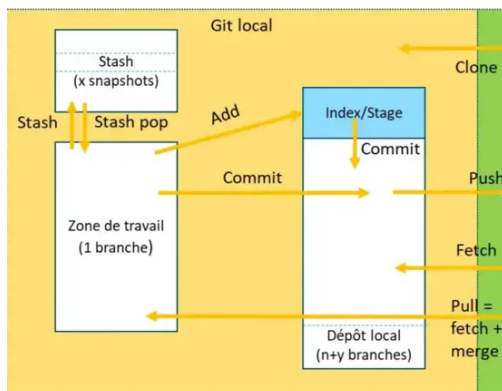 Git local
Stash
(x snapshots)
Clone
Stash
Stash pop
Add
Index/Stage
Commit
Commit
Push
Zone de travail
(1 branche)
Fetch
Pull =
fetch +
merge
Dépôt local
(n+y branches)